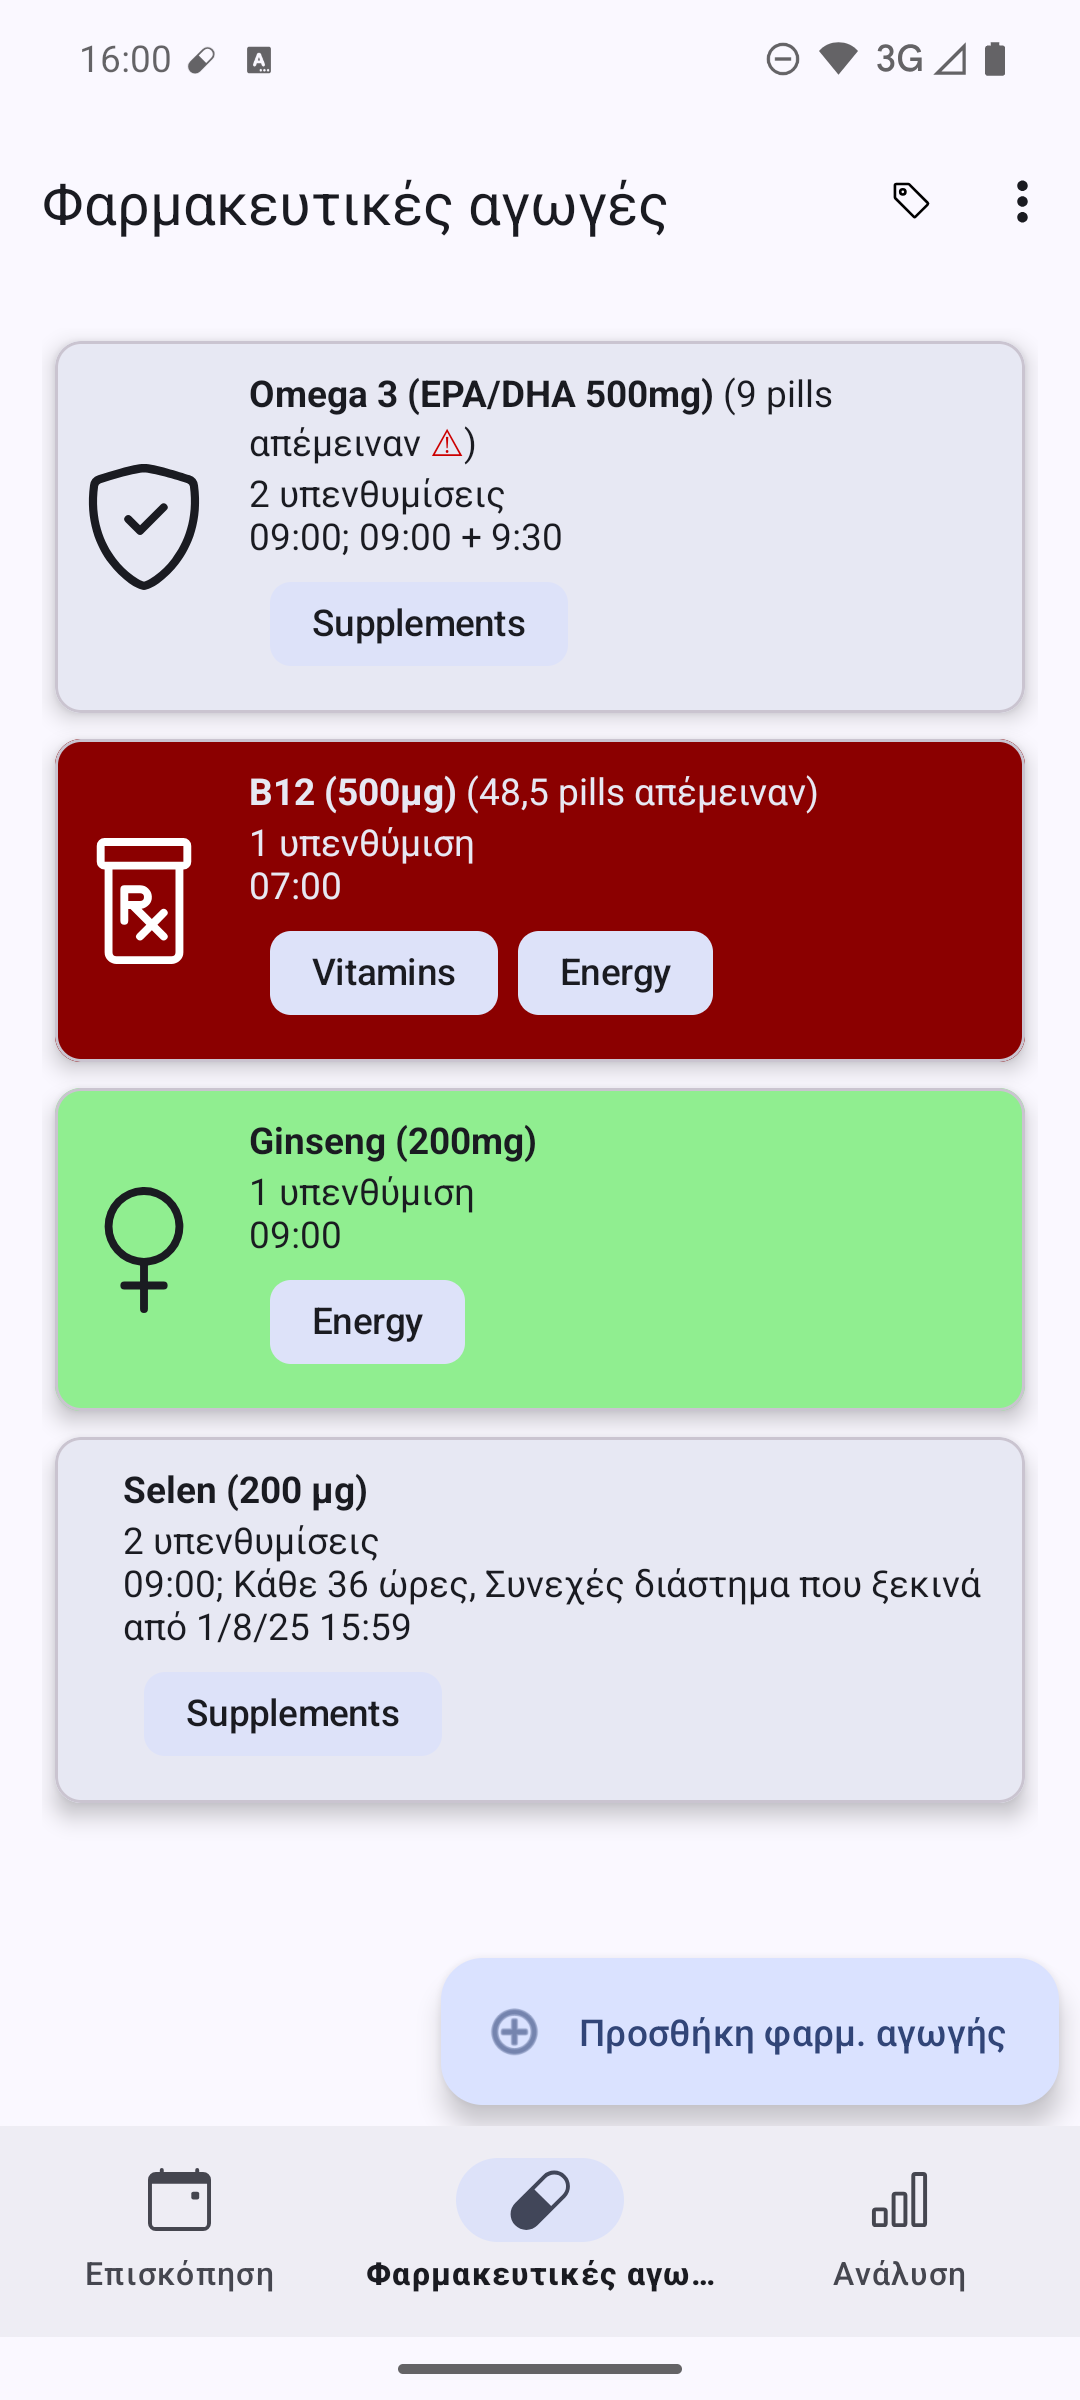 16:00
3G
Φαρμακευτικές αγωγές
Omega 3 (EPA/DHA 500mg) (9 pills
απέμειναν ⚠)
2 υπενθυμίσεις
09:00; 09:00 + 9:30
Supplements
B12 (500µg) (48,5 pills απέμειναν)
1 υπενθύμιση
07:00
Vitamins
Energy
Ginseng (200mg)
1 υπενθύμιση
09:00
Energy
Selen (200 µg)
2 υπενθυμίσεις
09:00; Κάθε 36 ώρες, Συνεχές διάστημα που ξεκινά
από 1/8/25 15:59
Supplements
Προσθήκη φαρμ. αγωγής
Επισκόπηση
Φαρμακευτικές αγω…
Ανάλυση